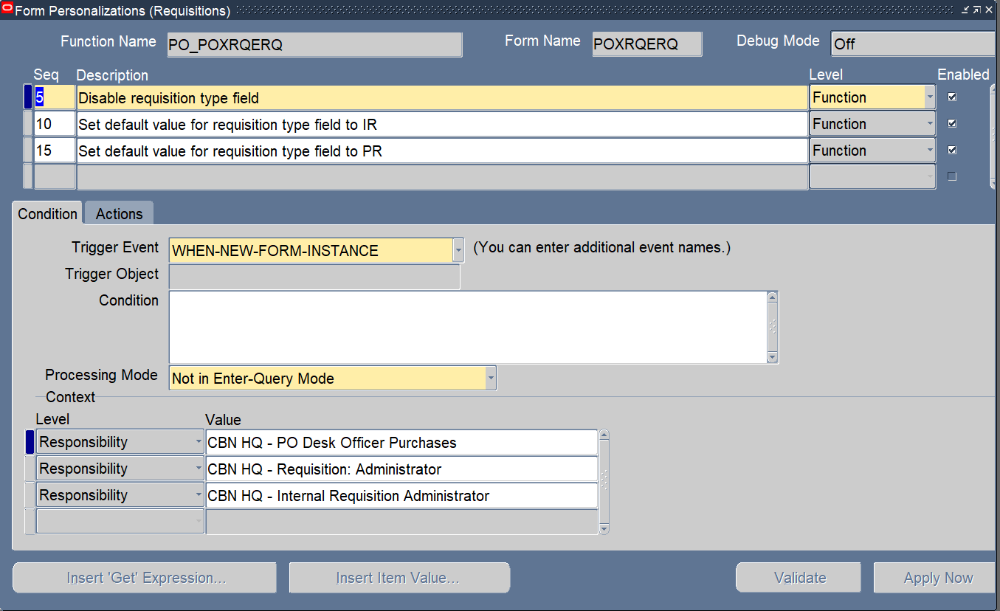 Form Personalizations (Requisitions)
Function Name PO_POXRQERQ Form Name POXRQERQ Debug Mode Off
Seq Description Level Enabled
5 Disable requisition type field Function
10 Set default value for requisition type field to IR Function
15 Set default value for requisition type field to PR Function
Condition Actions
Trigger Event WHEN-NEW-FORM-INSTANCE (You can enter additional event names.)
Trigger Object
Condition
Processing Mode Not in Enter-Query Mode
Context
Level Value
Responsibility CBN HQ - PO Desk Officer Purchases
Responsibility CBN HQ - Requisition: Administrator
Responsibility CBN HQ - Internal Requisition Administrator
Insert 'Get' Expression... Insert Item Value... Validate Apply Now